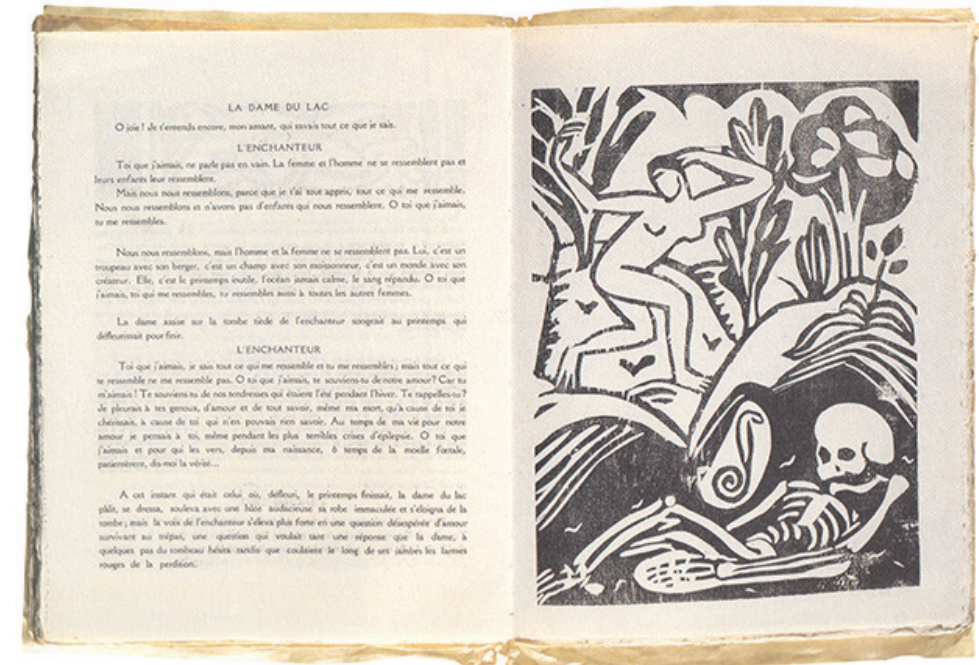 LA DAME DU LAC
O joie ! Je t'entends encore, mon amant, qui savais tout ce que je sais.
L'ENCHANTEUR
Toi que j'aimais, ne parle pas en vain. La femme et l'homme ne se ressemblent pas et
leurs enfants leur ressemblent.
Mais nous nous ressemblons, parce que je t'ai tout appris, tout ce qui me ressemble.
Nous nous ressemblons et n'avons pas d'enfants qui nous ressemblent. O toi que j'aimais,
tu me ressembles.
Nous nous ressemblons, mais l'homme et la femme ne se ressemblent pas. Lui, c'est un
troupeau avec son berger, c'est un champ avec son moissonneur, c'est un monde avec son
créateur. Elle, c'est le printemps inutile, l'océan jamais calme, le sang répandu. O toi que
j'aimais, toi qui me ressembles, tu ressembles aussi à toutes les autres femmes.
La dame assise sur la tombe tiède de l'enchanteur songeait au printemps qui
défleurissait pour finir.
L'ENCHANTEUR
Toi que j'aimais, je sais tout ce qui me ressemble et tu me ressembles ; mais tout ce qui
te ressemble ne me ressemble pas. O toi que j'aimais, te souviens-tu de notre amour ? Car tu
m'aimais ! Te souviens-tu de nos tendresses qui étaient l'été pendant l'hiver. Te rappelles-tu ?
Je pleurais à tes genoux, d'amour et de tout savoir, même ma mort, qu'à cause de toi je
chérissais, à cause de toi qui n'en pouvais rien savoir. Au temps de ma vie pour notre
amour je pensais à toi, même pendant les plus terribles crises d'épilepsie. O toi que
j'aimais et pour qui les vers, depuis ma naissance, ô temps de la moelle fœtale,
patientèrent, dis-moi la vérité...
A cet instant qui était celui où, défleuri, le printemps finissait, la dame du lac
pâlit, se dressa, souleva avec une hâte audacieuse sa robe immaculée et s'éloigna de la
tombe ; mais la voix de l'enchanteur s'éleva plus forte en une question désespérée d'amour
survivant au trépas, une question qui voulait tant une réponse que la dame, à
quelques pas du tombeau hésita tandis que coulaient le long de ses jambes les larmes
rouges de la perdition.